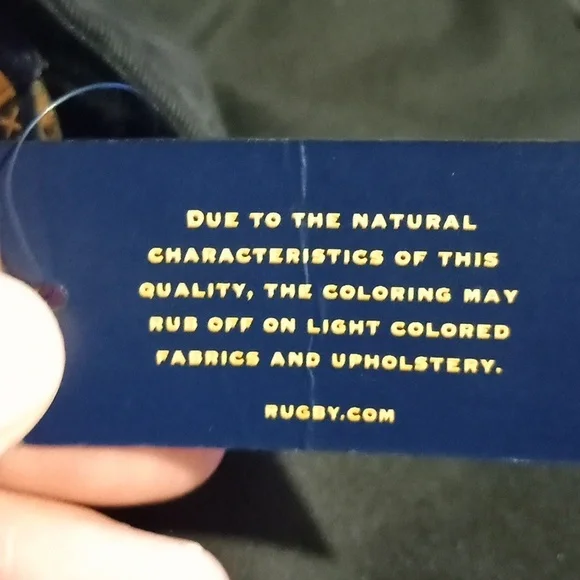 DUE TO THE NATURAL
CHARACTERISTICS OF THIS
QUALITY, THE COLORING MAY
RUB OFF ON LIGHT COLORED
FABRICS AND UPHOLSTERY.
RUGBY.COM